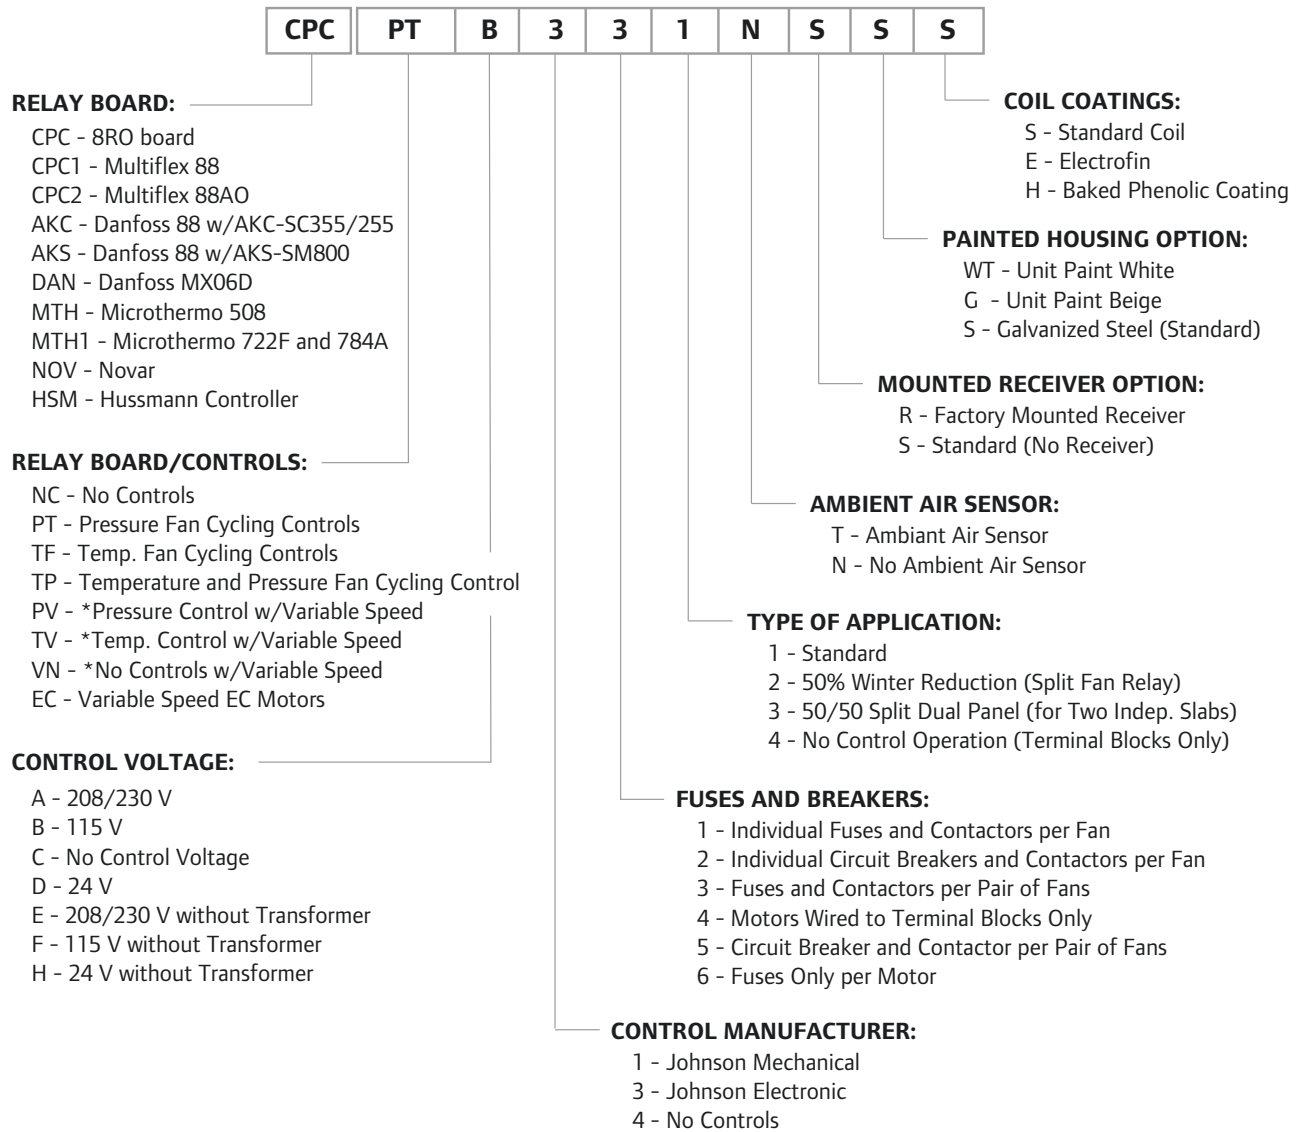 CPC PT B 3 3 1 N S S S
RELAY BOARD:
CPC - 8RO board
CPC1 - Multiflex 88
CPC2 - Multiflex 88AO
AKC - Danfoss 88 w/AKC-SC355/255
AKS - Danfoss 88 w/AKS-SM800
DAN - Danfoss MX06D
MTH - Microthermo 508
MTH1 - Microthermo 722F and 784A
NOV - Novar
HSM - Hussmann Controller
RELAY BOARD/CONTROLS:
NC - No Controls
PT - Pressure Fan Cycling Controls
TF - Temp. Fan Cycling Controls
TP - Temperature and Pressure Fan Cycling Control
PV - *Pressure Control w/Variable Speed
TV - *Temp. Control w/Variable Speed
VN - *No Controls w/Variable Speed
EC - Variable Speed EC Motors
CONTROL VOLTAGE:
A - 208/230 V
B - 115 V
C - No Control Voltage
D - 24 V
E - 208/230 V without Transformer
F - 115 V without Transformer
H - 24 V without Transformer
COIL COATINGS:
S - Standard Coil
E - Electrofin
H - Baked Phenolic Coating
PAINTED HOUSING OPTION:
WT - Unit Paint White
G - Unit Paint Beige
S - Galvanized Steel (Standard)
MOUNTED RECEIVER OPTION:
R - Factory Mounted Receiver
S - Standard (No Receiver)
AMBIENT AIR SENSOR:
T - Ambiant Air Sensor
N - No Ambient Air Sensor
TYPE OF APPLICATION:
1 - Standard
2 - 50% Winter Reduction (Split Fan Relay)
3 - 50/50 Split Dual Panel (for Two Indep. Slabs)
4 - No Control Operation (Terminal Blocks Only)
FUSES AND BREAKERS:
1 - Individual Fuses and Contactors per Fan
2 - Individual Circuit Breakers and Contactors per Fan
3 - Fuses and Contactors per Pair of Fans
4 - Motors Wired to Terminal Blocks Only
5 - Circuit Breaker and Contactor per Pair of Fans
6 - Fuses Only per Motor
CONTROL MANUFACTURER:
1 - Johnson Mechanical
3 - Johnson Electronic
4 - No Controls